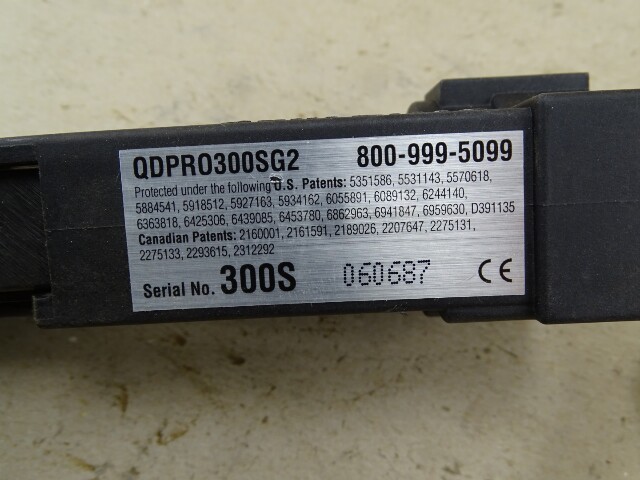 QDPRO300SG2 800-999-5099
Protected under the following U.S. Patents: 5351586, 5531143, 5570618,
5884541, 5918512, 5927163, 5934162, 6055891, 6089132, 6244140,
6363818, 6425306, 6439085, 6453780, 6862963, 6941847, 6959630, D391135
Canadian Patents: 2160001, 2161591, 2189026, 2207647, 2275131,
2275133, 2293615, 2312292
Serial No. 300S 060687 CE